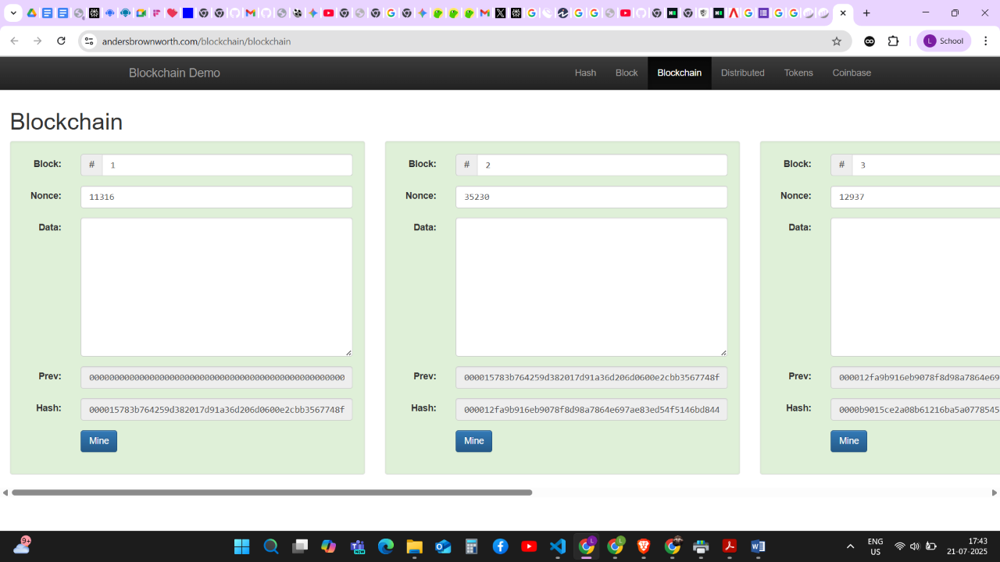 School
andersbrownworth.com/blockchain/blockchain
Blockchain Demo
Hash Block Blockchain Distributed Tokens Coinbase
Blockchain
Block: # 1
Nonce: 11316
Data:
Prev: 00000000000000000000000000000000000000000000000000
Hash: 000015783b764259d382017d91a36d206d0600e2cbb3567748f
Mine
Block: # 2
Nonce: 35230
Data:
Prev: 000015783b764259d382017d91a36d206d0600e2cbb3567748f
Hash: 000012fa9b916eb9078f8d98a7864e697ae83ed54f5146bd844
Mine
Block: # 3
Nonce: 12937
Data:
Prev: 000012fa9b916eb9078f8d98a7864e69
Hash: 0000b9015ce2a08b61216ba5a0778545
Mine
9+
ENG
US
17:43
21-07-2025